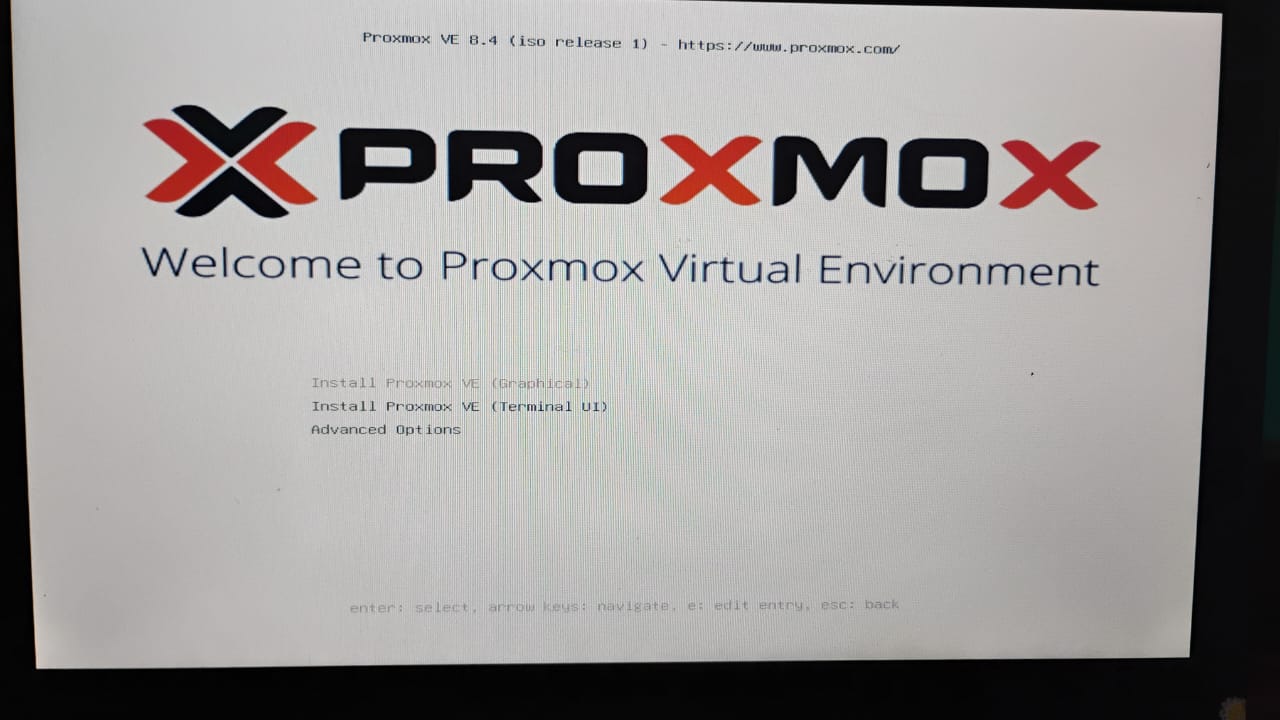 Proxmox VE 8.4 (iso release 1) - https://www.proxmox.com/
PROXMOX
Welcome to Proxmox Virtual Environment
Install Proxmox VE (Graphical)
Install Proxmox VE (Terminal UI)
Advanced Options
enter: select, arrow keys: navigate, e: edit entry, esc: back